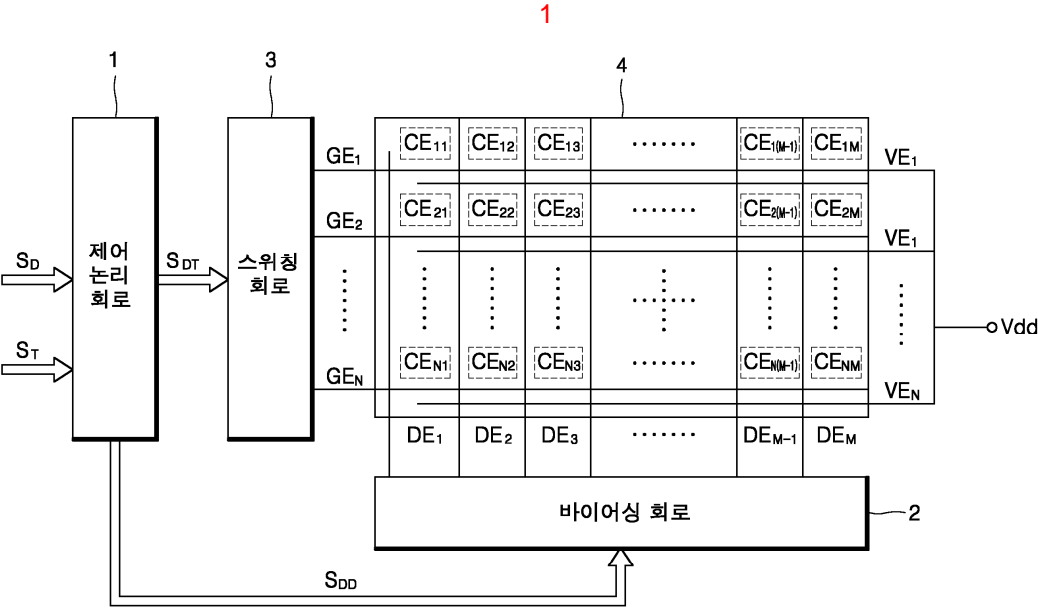 1
1
3
4
GE1
CE11 CE12 CE13 ······· CE1(M-1) CE1M
VE1
GE2
CE21 CE22 CE23 ······· CE2(M-1) CE2M
VE1
SD
제어
논리
회로
SDT
스위칭
회로
Vdd
ST
GEN
CEN1 CEN2 CEN3 ······· CEN(M-1) CENM
VEN
DE1 DE2 DE3 ······· DEM-1 DEM
바이어싱 회로
2
SDD